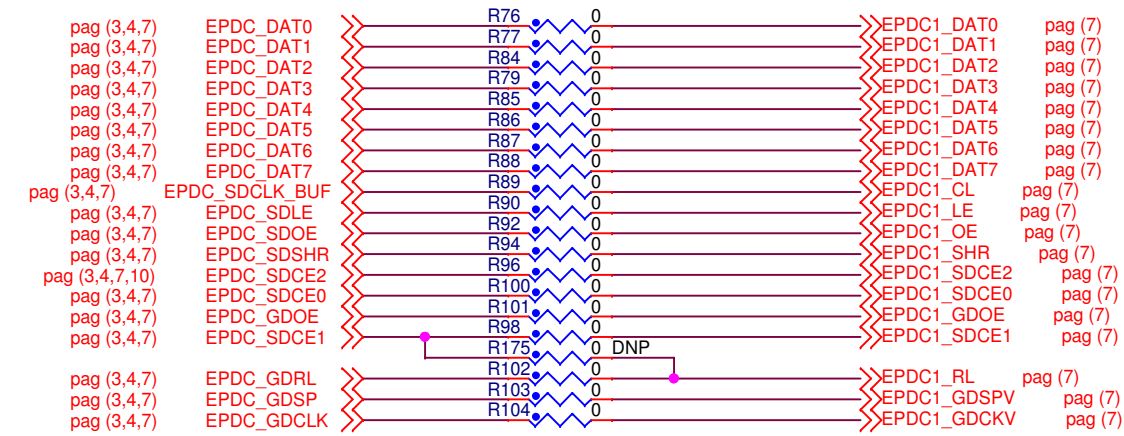 pag (3,4,7) EPDC_DAT0 R76 0 EPDC1_DAT0 pag (7)
pag (3,4,7) EPDC_DAT1 R77 0 EPDC1_DAT1 pag (7)
pag (3,4,7) EPDC_DAT2 R84 0 EPDC1_DAT2 pag (7)
pag (3,4,7) EPDC_DAT3 R79 0 EPDC1_DAT3 pag (7)
pag (3,4,7) EPDC_DAT4 R85 0 EPDC1_DAT4 pag (7)
pag (3,4,7) EPDC_DAT5 R86 0 EPDC1_DAT5 pag (7)
pag (3,4,7) EPDC_DAT6 R87 0 EPDC1_DAT6 pag (7)
pag (3,4,7) EPDC_DAT7 R88 0 EPDC1_DAT7 pag (7)
pag (3,4,7) EPDC_SDCLK_BUF R89 0 EPDC1_CL pag (7)
pag (3,4,7) EPDC_SDLE R90 0 EPDC1_LE pag (7)
pag (3,4,7) EPDC_SDOE R92 0 EPDC1_OE pag (7)
pag (3,4,7) EPDC_SDSHR R94 0 EPDC1_SHR pag (7)
pag (3,4,7,10) EPDC_SDCE2 R96 0 EPDC1_SDCE2 pag (7)
pag (3,4,7) EPDC_SDCE0 R100 0 EPDC1_SDCE0 pag (7)
pag (3,4,7) EPDC_GDOE R101 0 EPDC1_GDOE pag (7)
pag (3,4,7) EPDC_SDCE1 R98 0 EPDC1_SDCE1 pag (7)
R175 0 DNP
pag (3,4,7) EPDC_GDRL R102 0 EPDC1_RL pag (7)
pag (3,4,7) EPDC_GDSP R103 0 EPDC1_GDSPV pag (7)
pag (3,4,7) EPDC_GDCLK R104 0 EPDC1_GDCKV pag (7)